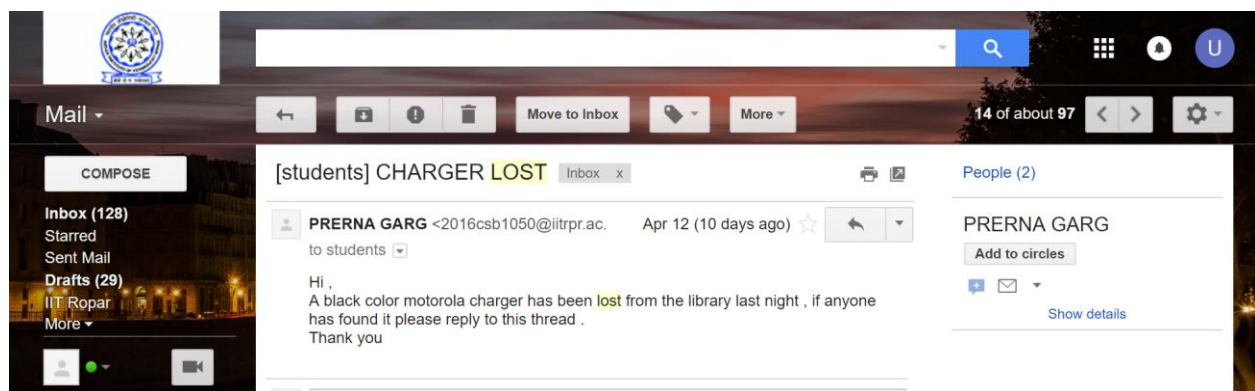 U
Mail
Move to Inbox
More
14 of about 97
COMPOSE
[students] CHARGER LOST
Inbox x
People (2)
Inbox (128)
Starred
Sent Mail
Drafts (29)
IIT Ropar
More
PRERNA GARG <2016csb1050@iitrpr.ac.
Apr 12 (10 days ago)
to students
Hi ,
A black color motorola charger has been lost from the library last night , if anyone
has found it please reply to this thread .
Thank you
PRERNA GARG
Add to circles
Show details